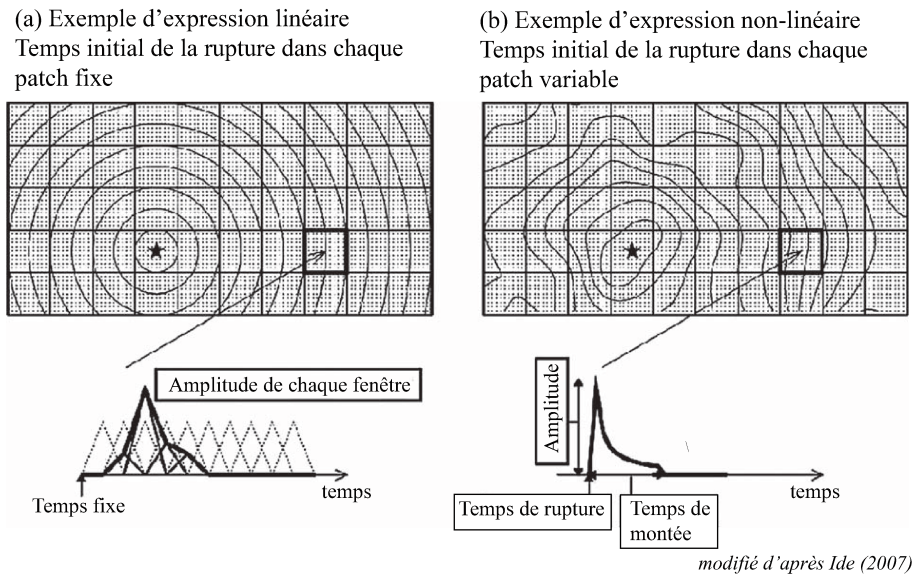 (a) Exemple d'expression linéaire
Temps initial de la rupture dans chaque
patch fixe
(b) Exemple d'expression non-linéaire
Temps initial de la rupture dans chaque
patch variable
Amplitude de chaque fenêtre
temps
Temps fixe
Amplitude
temps
Temps de rupture
Temps de
montée
modifié d'après Ide (2007)